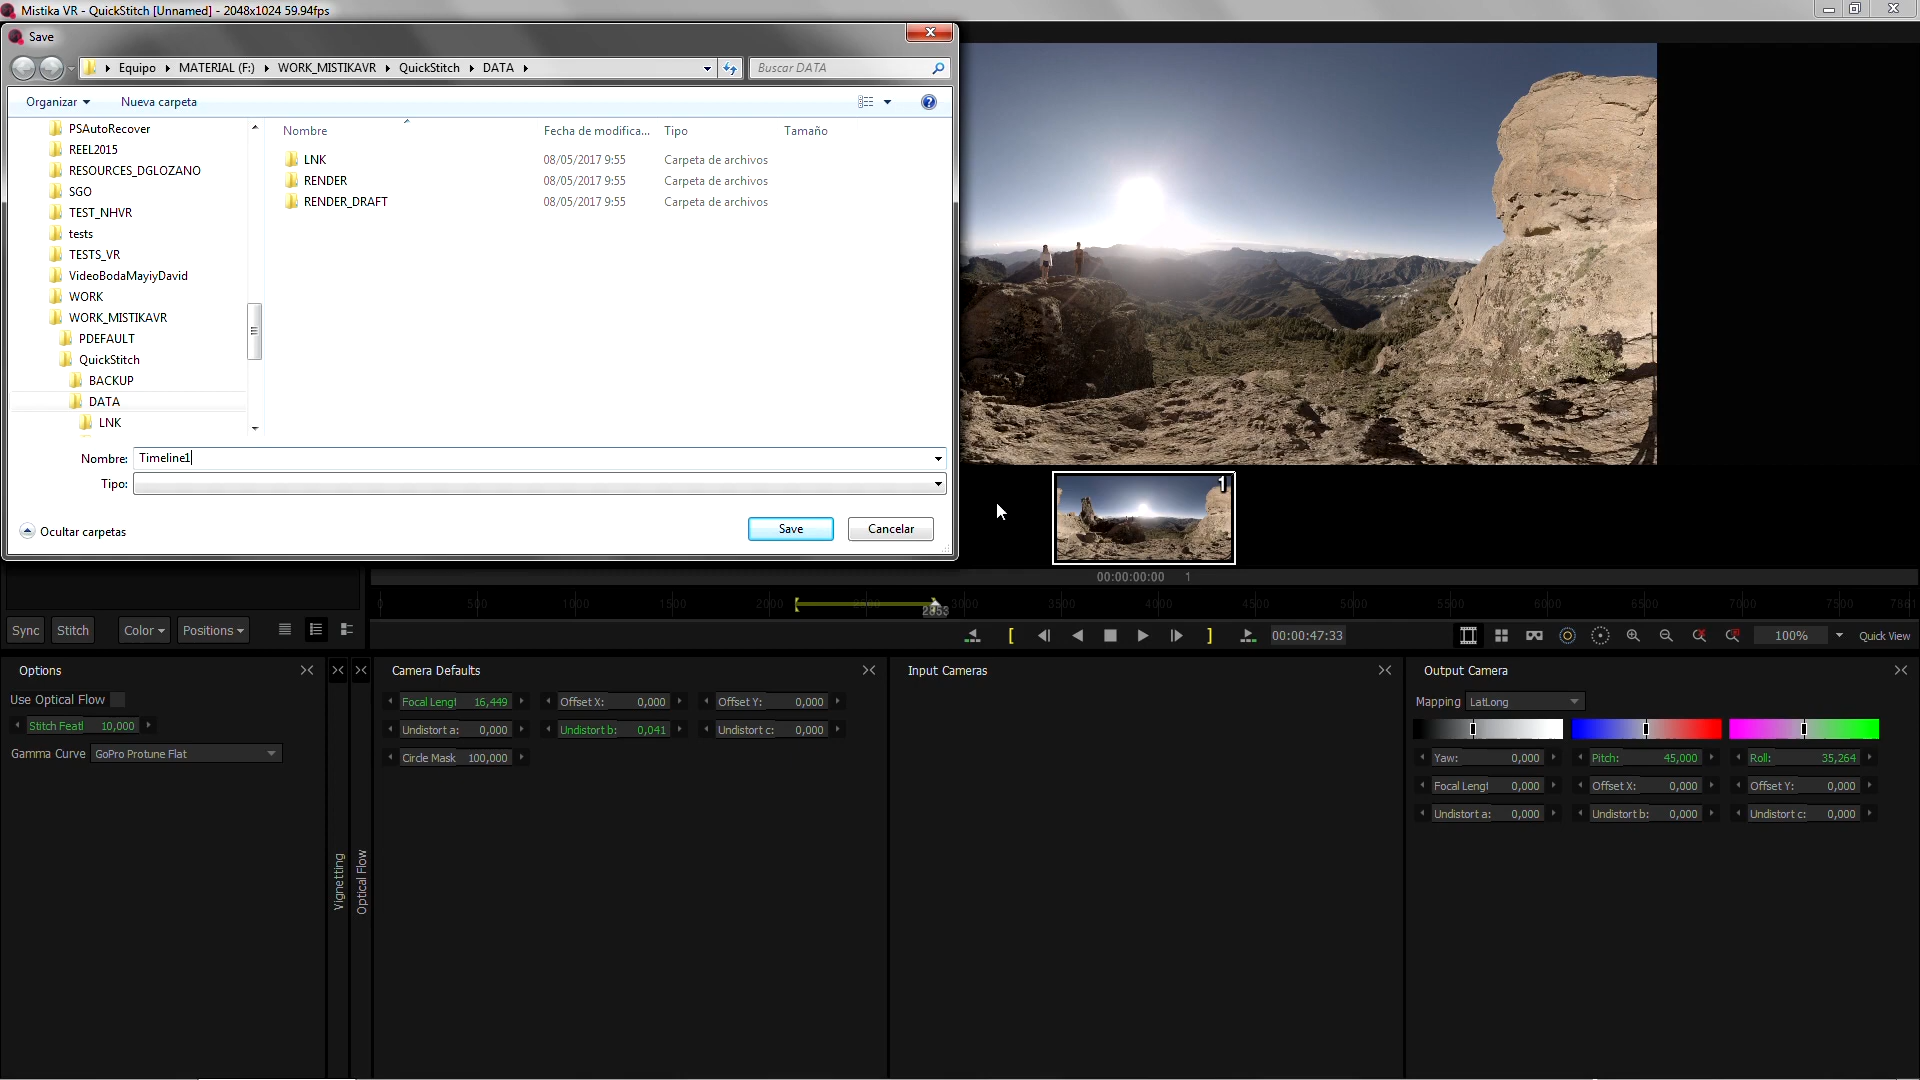 Mistika VR - QuickStitch [Unnamed] - 2048x1024 59.94fps
Save
Equipo MATERIAL (F:) WORK_MISTIKAVR QuickStitch DATA
Buscar DATA
Organizar Nueva carpeta
PSAutoRecover
REEL2015
RESOURCES_DGLOZANO
SGO
TEST_NHVR
tests
TESTS_VR
VideoBodaMayiyDavid
WORK
WORK_MISTIKAVR
PDEFAULT
QuickStitch
BACKUP
DATA
LNK
Nombre Fecha de modifica... Tipo Tamaño
LNK 08/05/2017 9:55 Carpeta de archivos
RENDER 08/05/2017 9:55 Carpeta de archivos
RENDER_DRAFT 08/05/2017 9:55 Carpeta de archivos
Nombre: Timeline1
Tipo:
Ocultar carpetas
Save Cancelar
1
00:00:00:00 1
0 500 1000 1500 2000 2500 3000 3500 4000 4500 5000 5500 6000 6500 7000 7500 7861
2853
Sync Stitch Color Positions
00:00:47:33
100% Quick View
Options
Use Optical Flow
Stitch Featl 10,000
Gamma Curve GoPro Protune Flat
Vignetting
Optical Flow
Camera Defaults
Focal Lengt 16,449 Offset X: 0,000 Offset Y: 0,000
Undistort a: 0,000 Undistort b: 0,041 Undistort c: 0,000
Circle Mask 100,000
Input Cameras
Output Camera
Mapping LatLong
Yaw: 0,000 Pitch: 45,000 Roll: 35,264
Focal Lengt 0,000 Offset X: 0,000 Offset Y: 0,000
Undistort a: 0,000 Undistort b: 0,000 Undistort c: 0,000